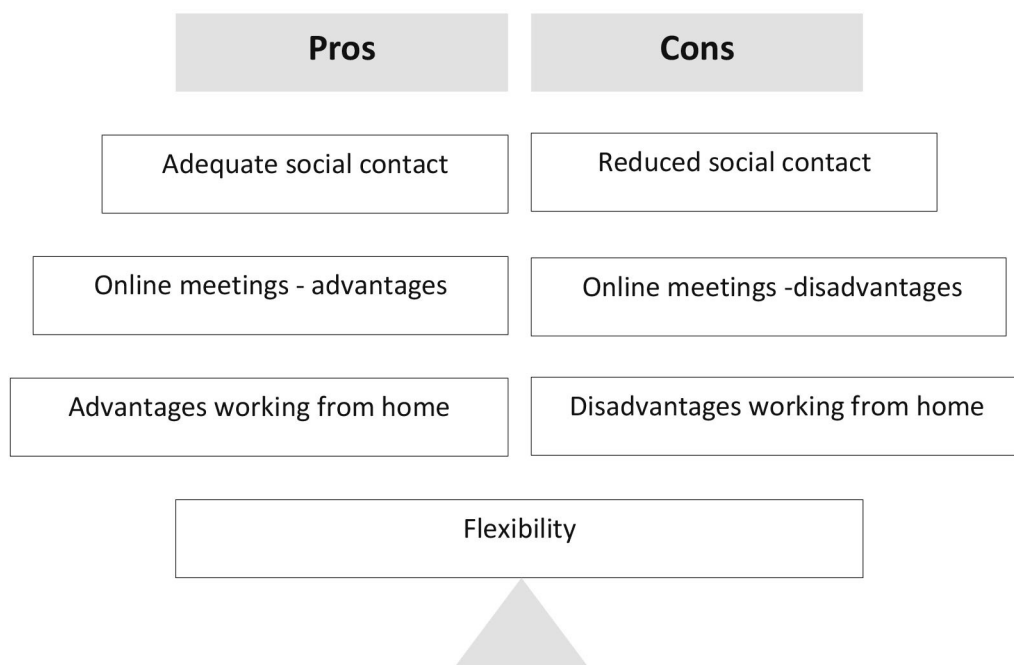 Pros
Cons
Adequate social contact
Reduced social contact
Online meetings - advantages
Online meetings -disadvantages
Advantages working from home
Disadvantages working from home
Flexibility